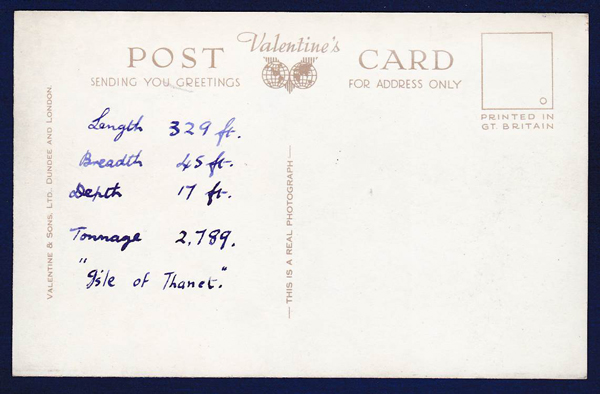 Valentine's
POST CARD
SENDING YOU GREETINGS
FOR ADDRESS ONLY
PRINTED IN
GT. BRITAIN
VALENTINE & SONS, LTD. DUNDEE AND LONDON.
Length 329 ft.
Breadth 45 ft.
Depth 17 ft.
Tonnage 2,789.
"Isle of Thanet."
— THIS IS A REAL PHOTOGRAPH —